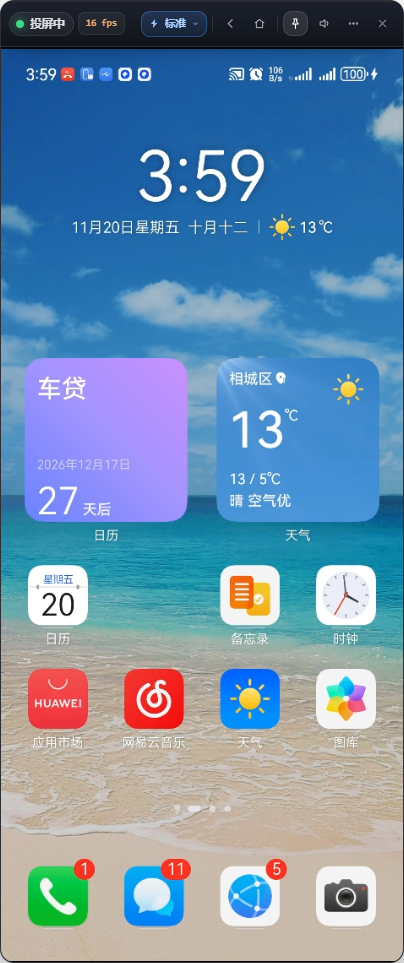 投屏中 16 fps 标准
3:59 106 B/s 100
3:59
11月20日星期五 十月十二 13℃
车贷
2026年12月17日
27 天后
日历
相城区
13℃
13 / 5℃
晴 空气优
天气
星期五
20
日历
备忘录
时钟
HUAWEI
应用市场
网易云音乐
天气
图库
1
11
5